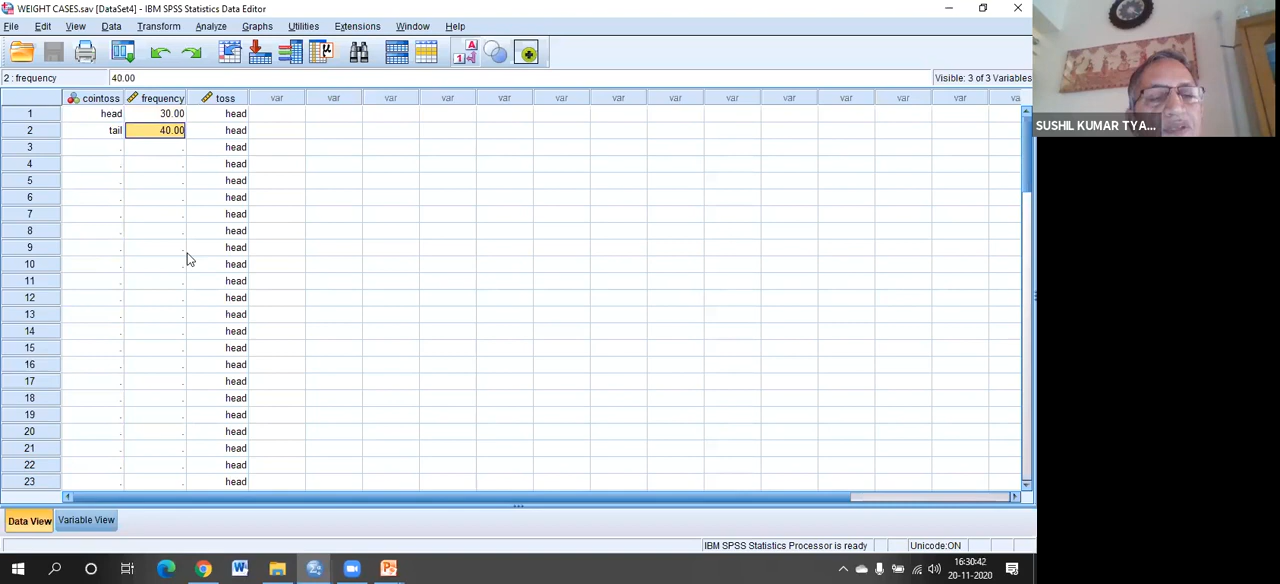 WEIGHT CASES.sav [DataSet4] - IBM SPSS Statistics Data Editor
File Edit View Data Transform Analyze Graphs Utilities Extensions Window Help
2 : frequency 40.00 Visible: 3 of 3 Variables
cointoss frequency toss var var var var var var var var var var var var var va
1 head 30.00 head
2 tail 40.00 head
3 . . head
4 . . head
5 . . head
6 . . head
7 . . head
8 . . head
9 . . head
10 . . head
11 . . head
12 . . head
13 . . head
14 . . head
15 . . head
16 . . head
17 . . head
18 . . head
19 . . head
20 . . head
21 . . head
22 . . head
23 . . head
Data View Variable View
IBM SPSS Statistics Processor is ready Unicode:ON
16:30:42
20-11-2020
SUSHIL KUMAR TYA...